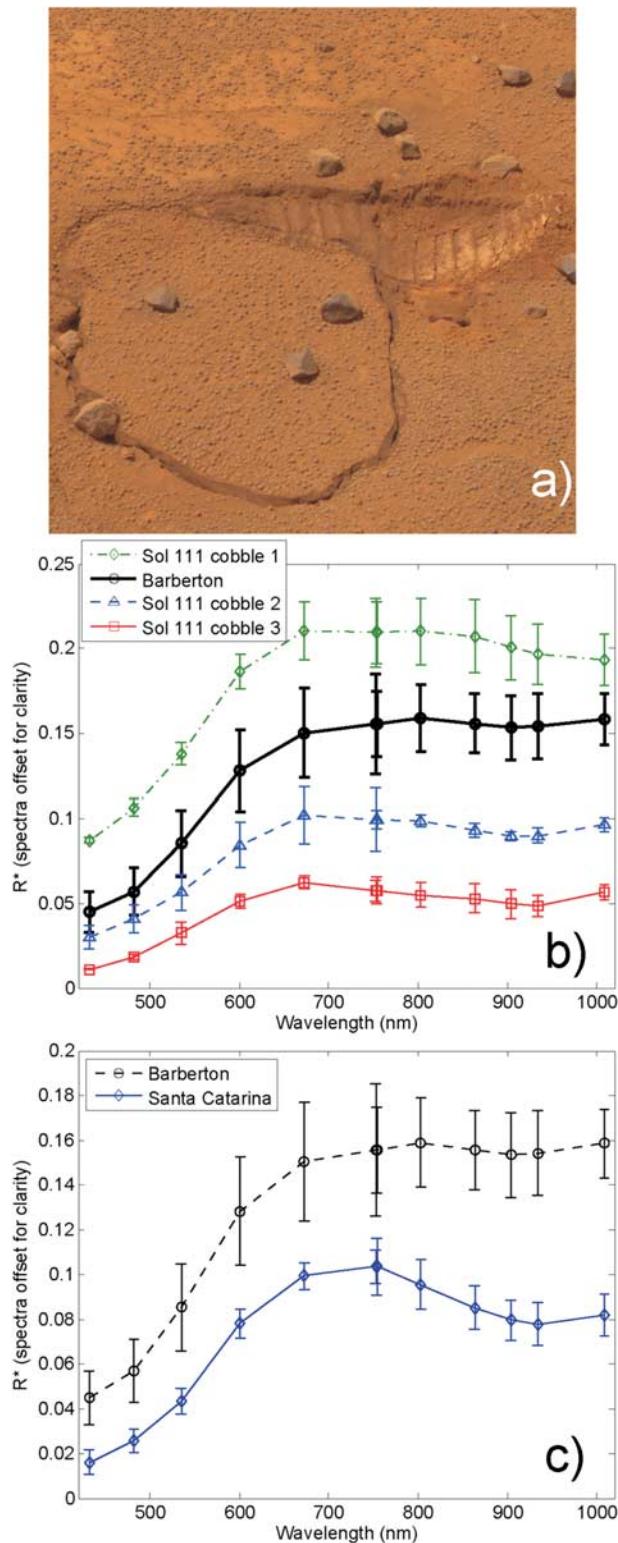 a)
Sol 111 cobble 1
Barberton
Sol 111 cobble 2
Sol 111 cobble 3
0.25
0.2
0.15
0.1
0.05
0
R* (spectra offset for clarity)
500 600 700 800 900 1000
Wavelength (nm)
b)
Barberton
Santa Catarina
0.2
0.18
0.16
0.14
0.12
0.1
0.08
0.06
0.04
0.02
0
R* (spectra offset for clarity)
500 600 700 800 900 1000
Wavelength (nm)
c)